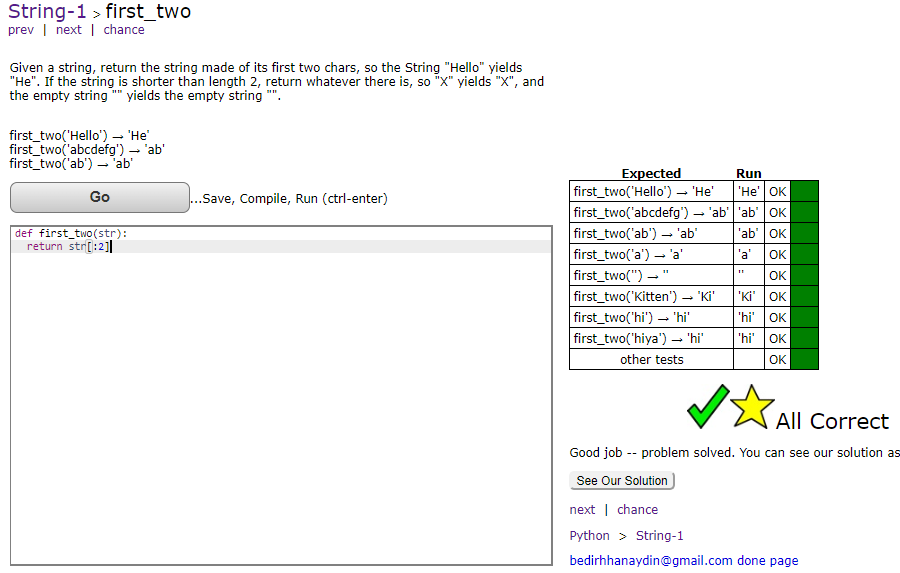 String-1 > first_two
prev | next | chance
Given a string, return the string made of its first two chars, so the String "Hello" yields
"He". If the string is shorter than length 2, return whatever there is, so "X" yields "X", and
the empty string "" yields the empty string "".
first_two('Hello') → 'He'
first_two('abcdefg') → 'ab'
first_two('ab') → 'ab'
Go ...Save, Compile, Run (ctrl-enter)
def first_two(str):
  return str[:2]
Expected Run
first_two('Hello') → 'He' 'He' OK
first_two('abcdefg') → 'ab' 'ab' OK
first_two('ab') → 'ab' 'ab' OK
first_two('a') → 'a' 'a' OK
first_two('') → '' '' OK
first_two('Kitten') → 'Ki' 'Ki' OK
first_two('hi') → 'hi' 'hi' OK
first_two('hiya') → 'hi' 'hi' OK
other tests OK
All Correct
Good job -- problem solved. You can see our solution as
See Our Solution
next | chance
Python > String-1
bedirhhanaydin@gmail.com done page